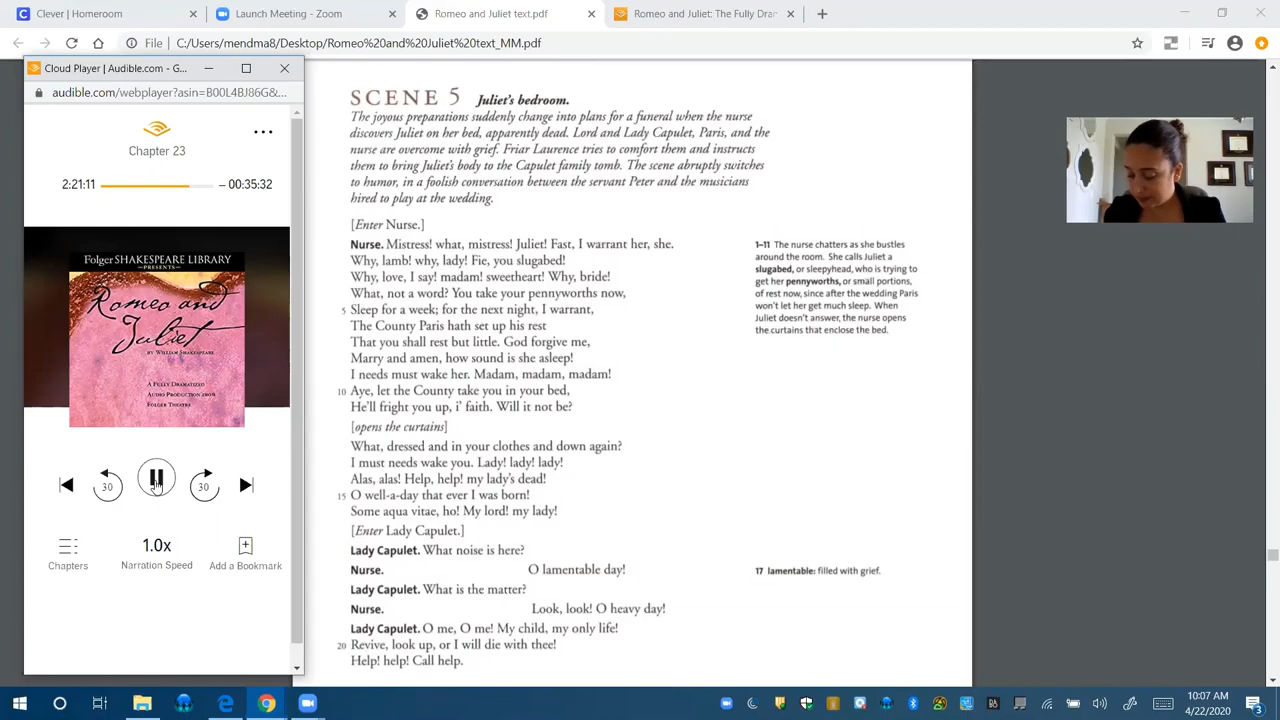 Clever | Homeroom
Launch Meeting - Zoom
Romeo and Juliet text.pdf
Romeo and Juliet: The Fully Dra
File
C:/Users/mendma8/Desktop/Romeo%20and%20Juliet%20text_MM.pdf
Cloud Player | Audible.com - G...
audible.com/webplayer?asin=B00L4BJ86G&...
Chapter 23
2:21:11
– 00:35:32
Folger SHAKESPEARE LIBRARY
PRESENTS
Romeo and
Juliet
BY WILLIAM SHAKESPEARE
A FULLY DRAMATIZED
AUDIO PRODUCTION FROM
FOLGER THEATRE
30
30
1.0x
Chapters
Narration Speed
Add a Bookmark
SCENE 5 Juliet's bedroom.
The joyous preparations suddenly change into plans for a funeral when the nurse
discovers Juliet on her bed, apparently dead. Lord and Lady Capulet, Paris, and the
nurse are overcome with grief. Friar Laurence tries to comfort them and instructs
them to bring Juliet's body to the Capulet family tomb. The scene abruptly switches
to humor, in a foolish conversation between the servant Peter and the musicians
hired to play at the wedding.
[Enter Nurse.]
Nurse. Mistress! what, mistress! Juliet! Fast, I warrant her, she.
Why, lamb! why, lady! Fie, you slugabed!
Why, love, I say! madam! sweetheart! Why, bride!
What, not a word? You take your pennyworths now,
5 Sleep for a week; for the next night, I warrant,
The County Paris hath set up his rest
That you shall rest but little. God forgive me,
Marry and amen, how sound is she asleep!
I needs must wake her. Madam, madam, madam!
10 Aye, let the County take you in your bed,
He'll fright you up, i' faith. Will it not be?
[opens the curtains]
What, dressed and in your clothes and down again?
I must needs wake you. Lady! lady! lady!
Alas, alas! Help, help! my lady's dead!
15 O well-a-day that ever I was born!
Some aqua vitae, ho! My lord! my lady!
[Enter Lady Capulet.]
Lady Capulet. What noise is here?
Nurse. O lamentable day!
Lady Capulet. What is the matter?
Nurse. Look, look! O heavy day!
Lady Capulet. O me, O me! My child, my only life!
20 Revive, look up, or I will die with thee!
Help! help! Call help.
1–11 The nurse chatters as she bustles
around the room. She calls Juliet a
slugabed, or sleepyhead, who is trying to
get her pennyworths, or small portions,
of rest now, since after the wedding Paris
won't let her get much sleep. When
Juliet doesn't answer, the nurse opens
the curtains that enclose the bed.
17 lamentable: filled with grief.
10:07 AM
4/22/2020
3